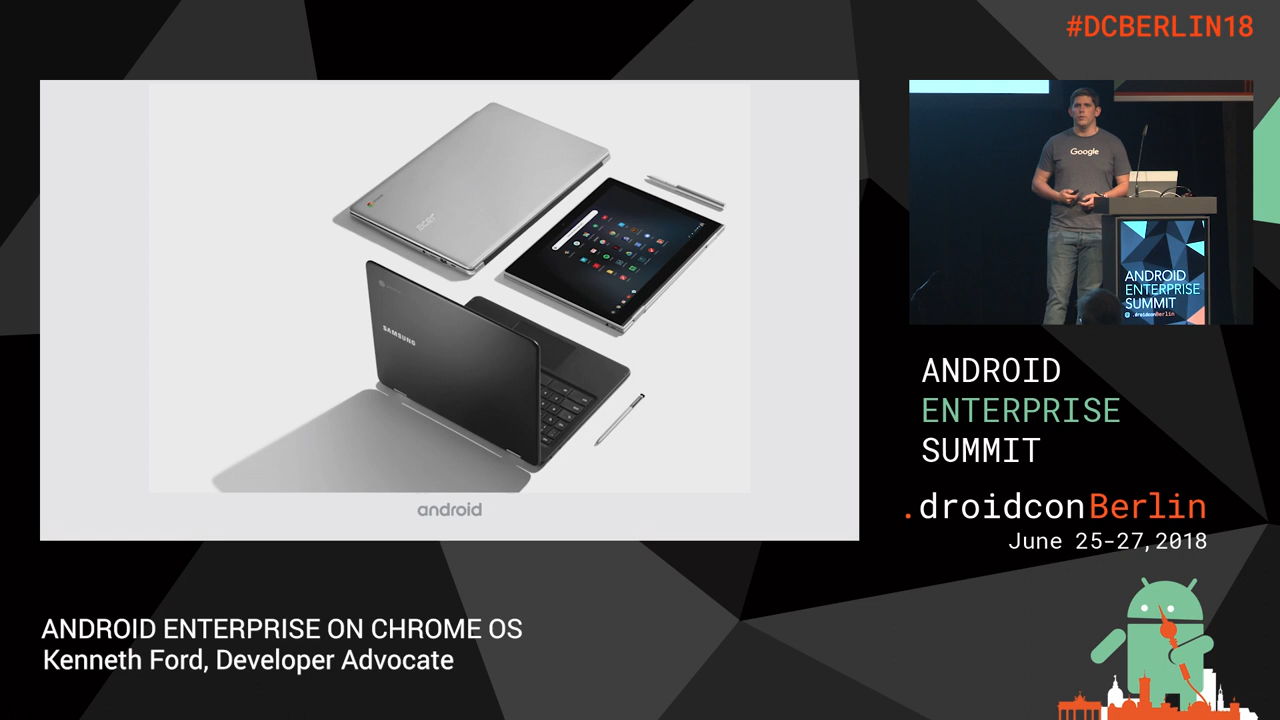 #DCBERLIN18
acer
SAMSUNG
android
Google
ANDROID
ENTERPRISE
SUMMIT
.droidconBerlin
ANDROID
ENTERPRISE
SUMMIT
.droidconBerlin
June 25-27, 2018
ANDROID ENTERPRISE ON CHROME OS
Kenneth Ford, Developer Advocate